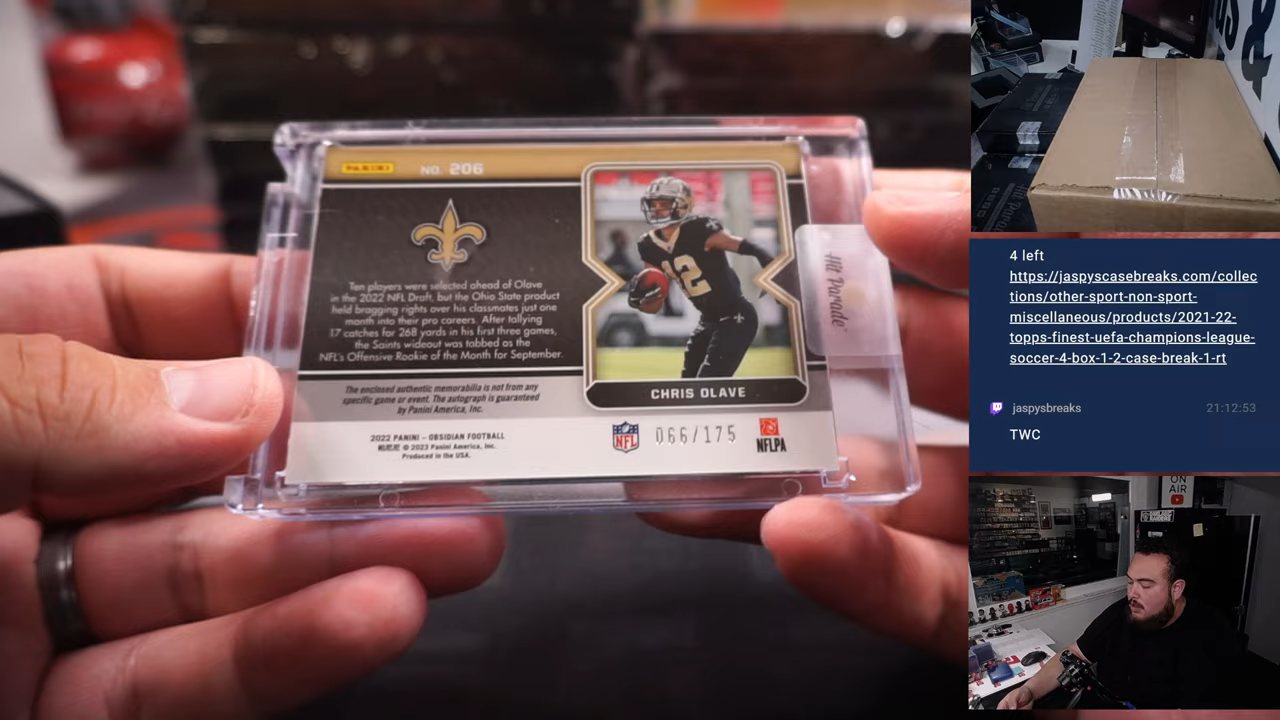 PANINI
NO. 206
Ten players were selected ahead of Olave
in the 2022 NFL Draft, but the Ohio State product
held bragging rights over his classmates just one
month into their pro careers. After tallying
17 catches for 268 yards in his first three games,
the Saints wideout was tabbed as the
NFL's Offensive Rookie of the Month for September.
The enclosed authentic memorabilia is not from any
specific game or event. The autograph is guaranteed
by Panini America, Inc.
2022 PANINI – OBSIDIAN FOOTBALL
© 2023 Panini America, Inc.
Produced in the USA.
12
CHRIS OLAVE
NFL
066/175
NFLPA
Hit Parade
&
Hit Parade
4 left
https://jaspyscasebreaks.com/collec
tions/other-sport-non-sport-
miscellaneous/products/2021-22-
topps-finest-uefa-champions-league-
soccer-4-box-1-2-case-break-1-rt
jaspysbreaks
21:12:53
TWC
ON
AIR